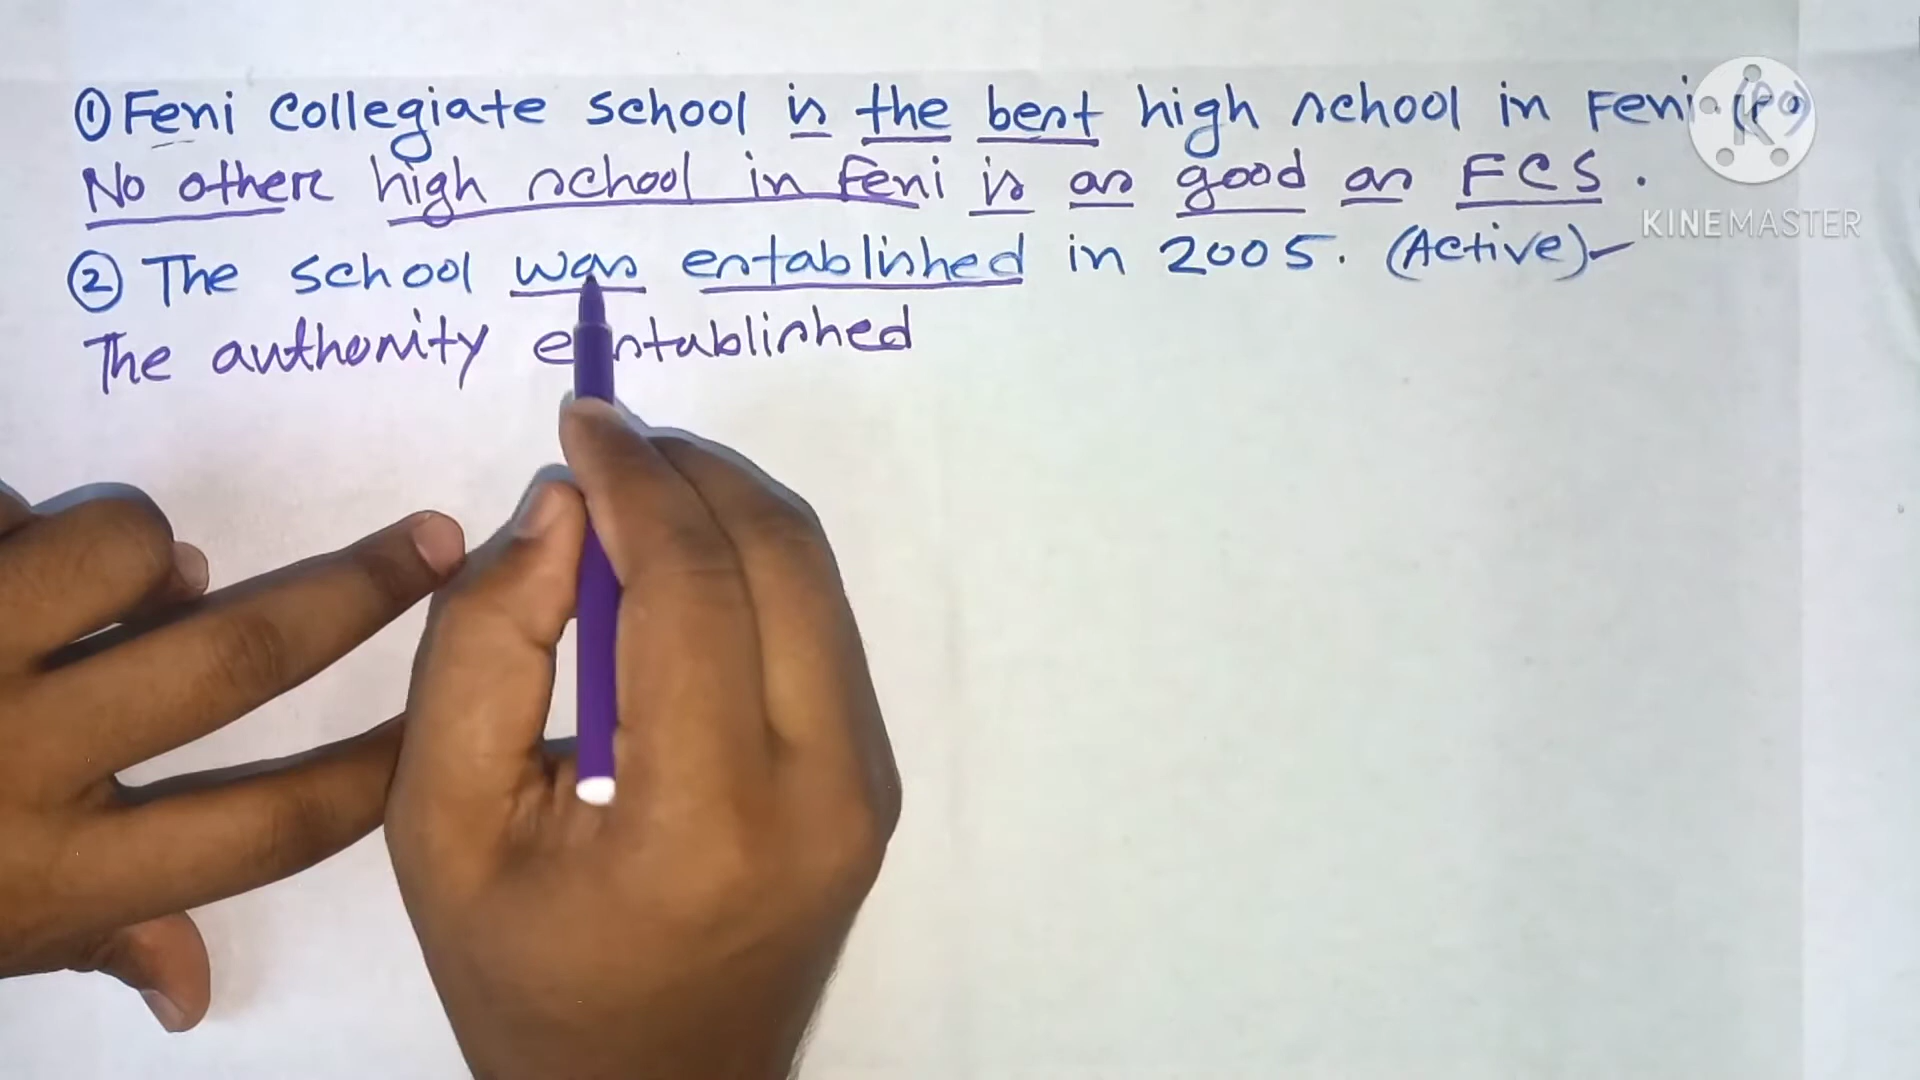 ① Feni collegiate school is the best high school in Feni. (Po)
No other high school in Feni is as good as FCS.
② The school was established in 2005. (Active)
The authority established
KINEMASTER